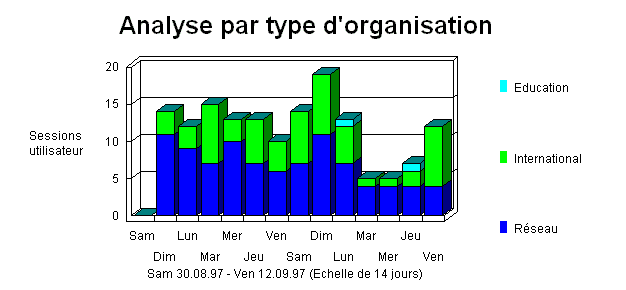 Analyse par type d'organisation
20
15
10
5
0
Sessions
utilisateur
Education
International
Réseau
Sam Lun Mer Ven Dim Mar Jeu
Dim Mar Jeu Sam Lun Mer Ven
Sam 30.08.97 - Ven 12.09.97 (Echelle de 14 jours)